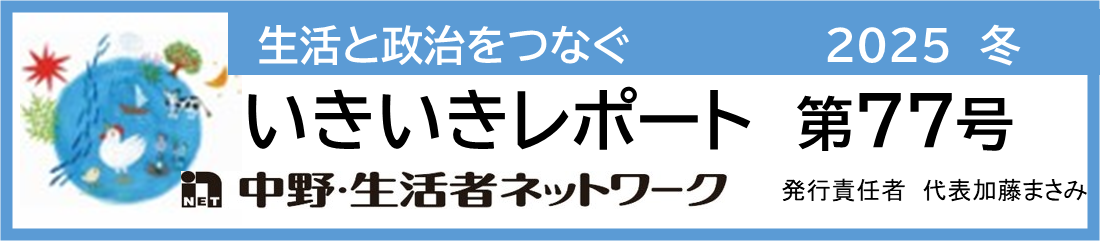 生活と政治をつなぐ 2025 冬
いきいきレポート 第77号
NET 中野・生活者ネットワーク
発行責任者 代表加藤まさみ